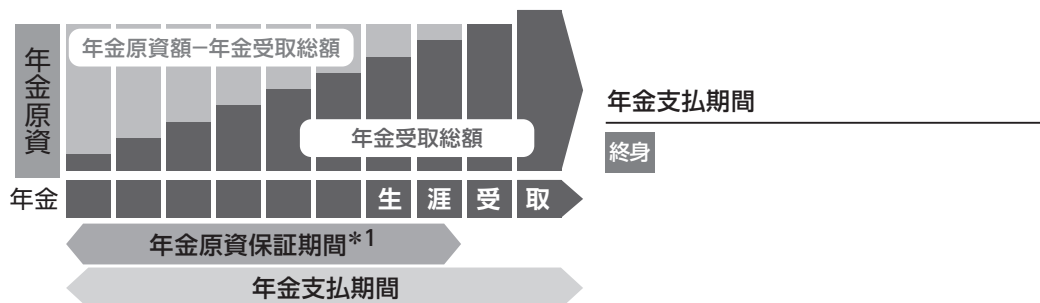 年金原資
年金原資額−年金受取総額
年金受取総額
年金
生涯受取
年金原資保証期間*1
年金支払期間
年金支払期間
終身